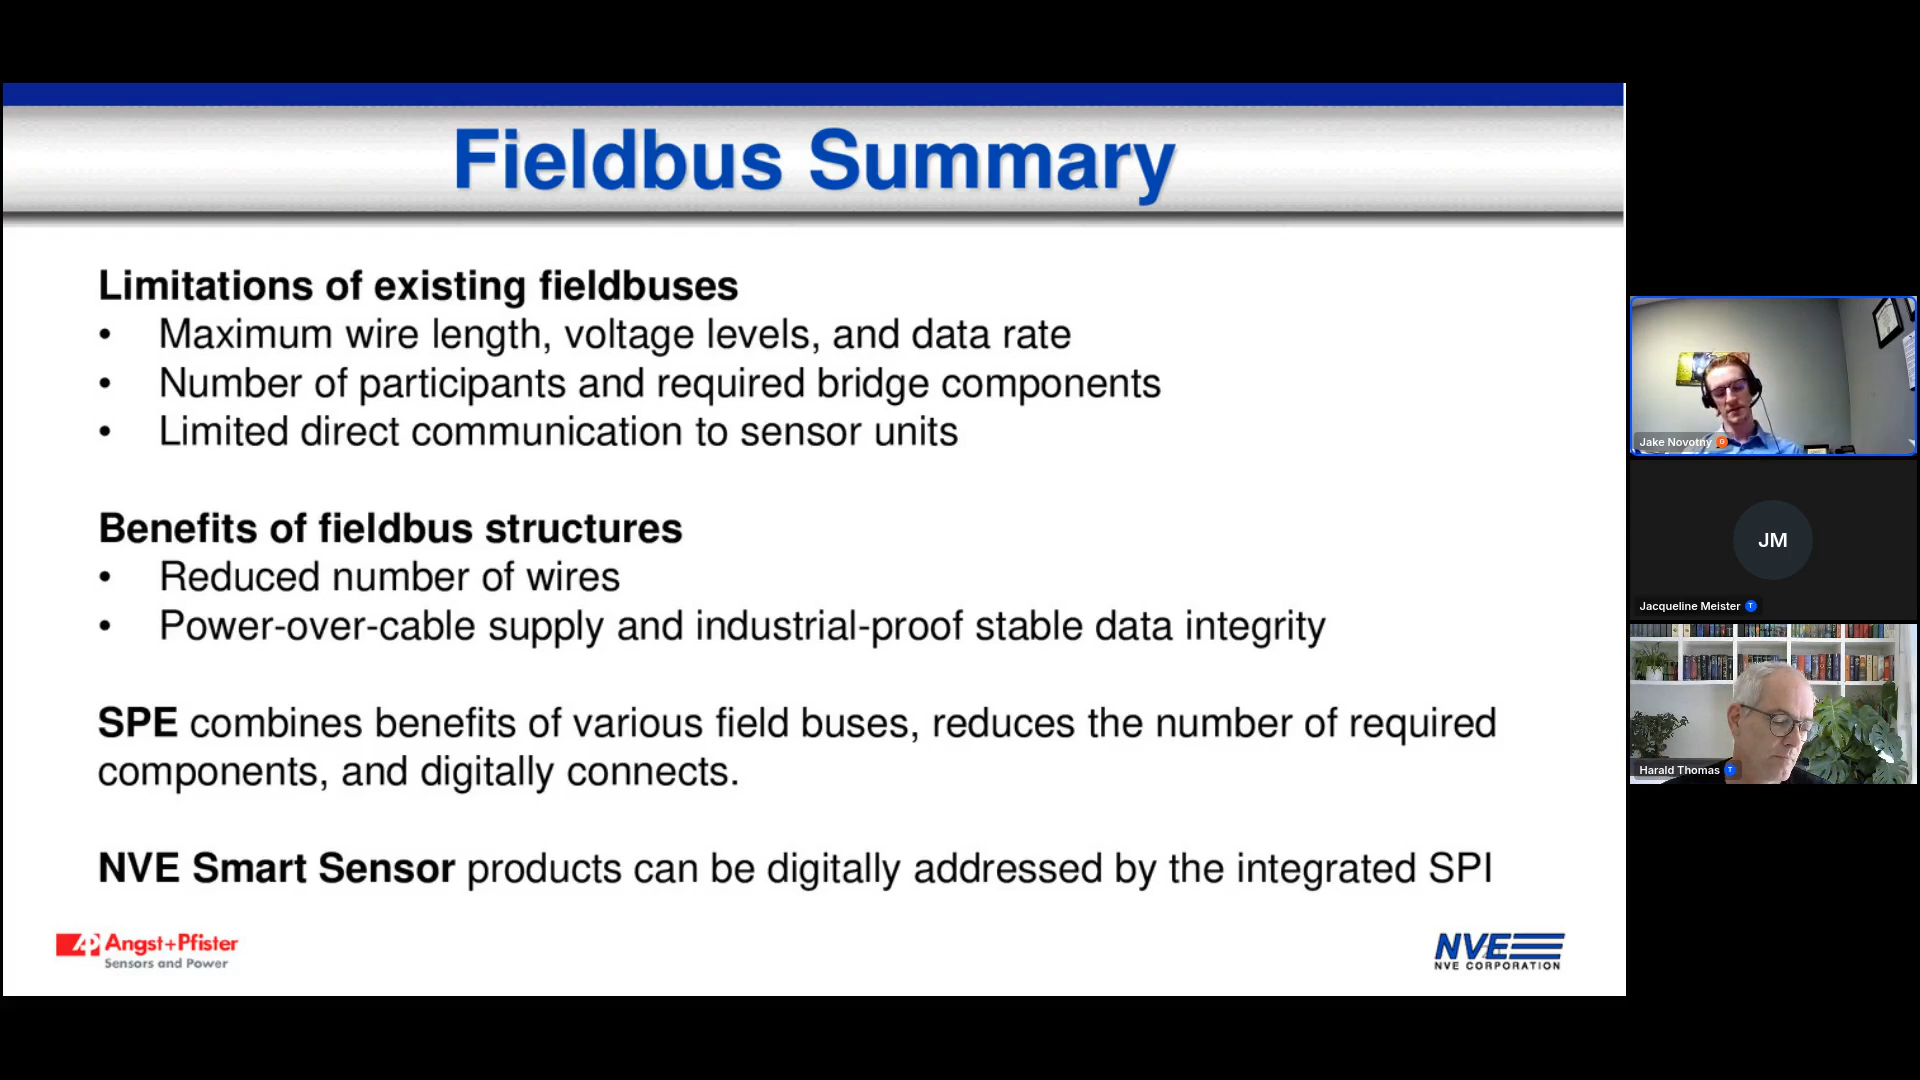 Fieldbus Summary
Limitations of existing fieldbuses
• Maximum wire length, voltage levels, and data rate
• Number of participants and required bridge components
• Limited direct communication to sensor units
Benefits of fieldbus structures
• Reduced number of wires
• Power-over-cable supply and industrial-proof stable data integrity
SPE combines benefits of various field buses, reduces the number of required
components, and digitally connects.
NVE Smart Sensor products can be digitally addressed by the integrated SPI
AP Angst+Pfister
Sensors and Power
NVE
NVE CORPORATION
Jake Novotny G
JM
Jacqueline Meister T
Harald Thomas T